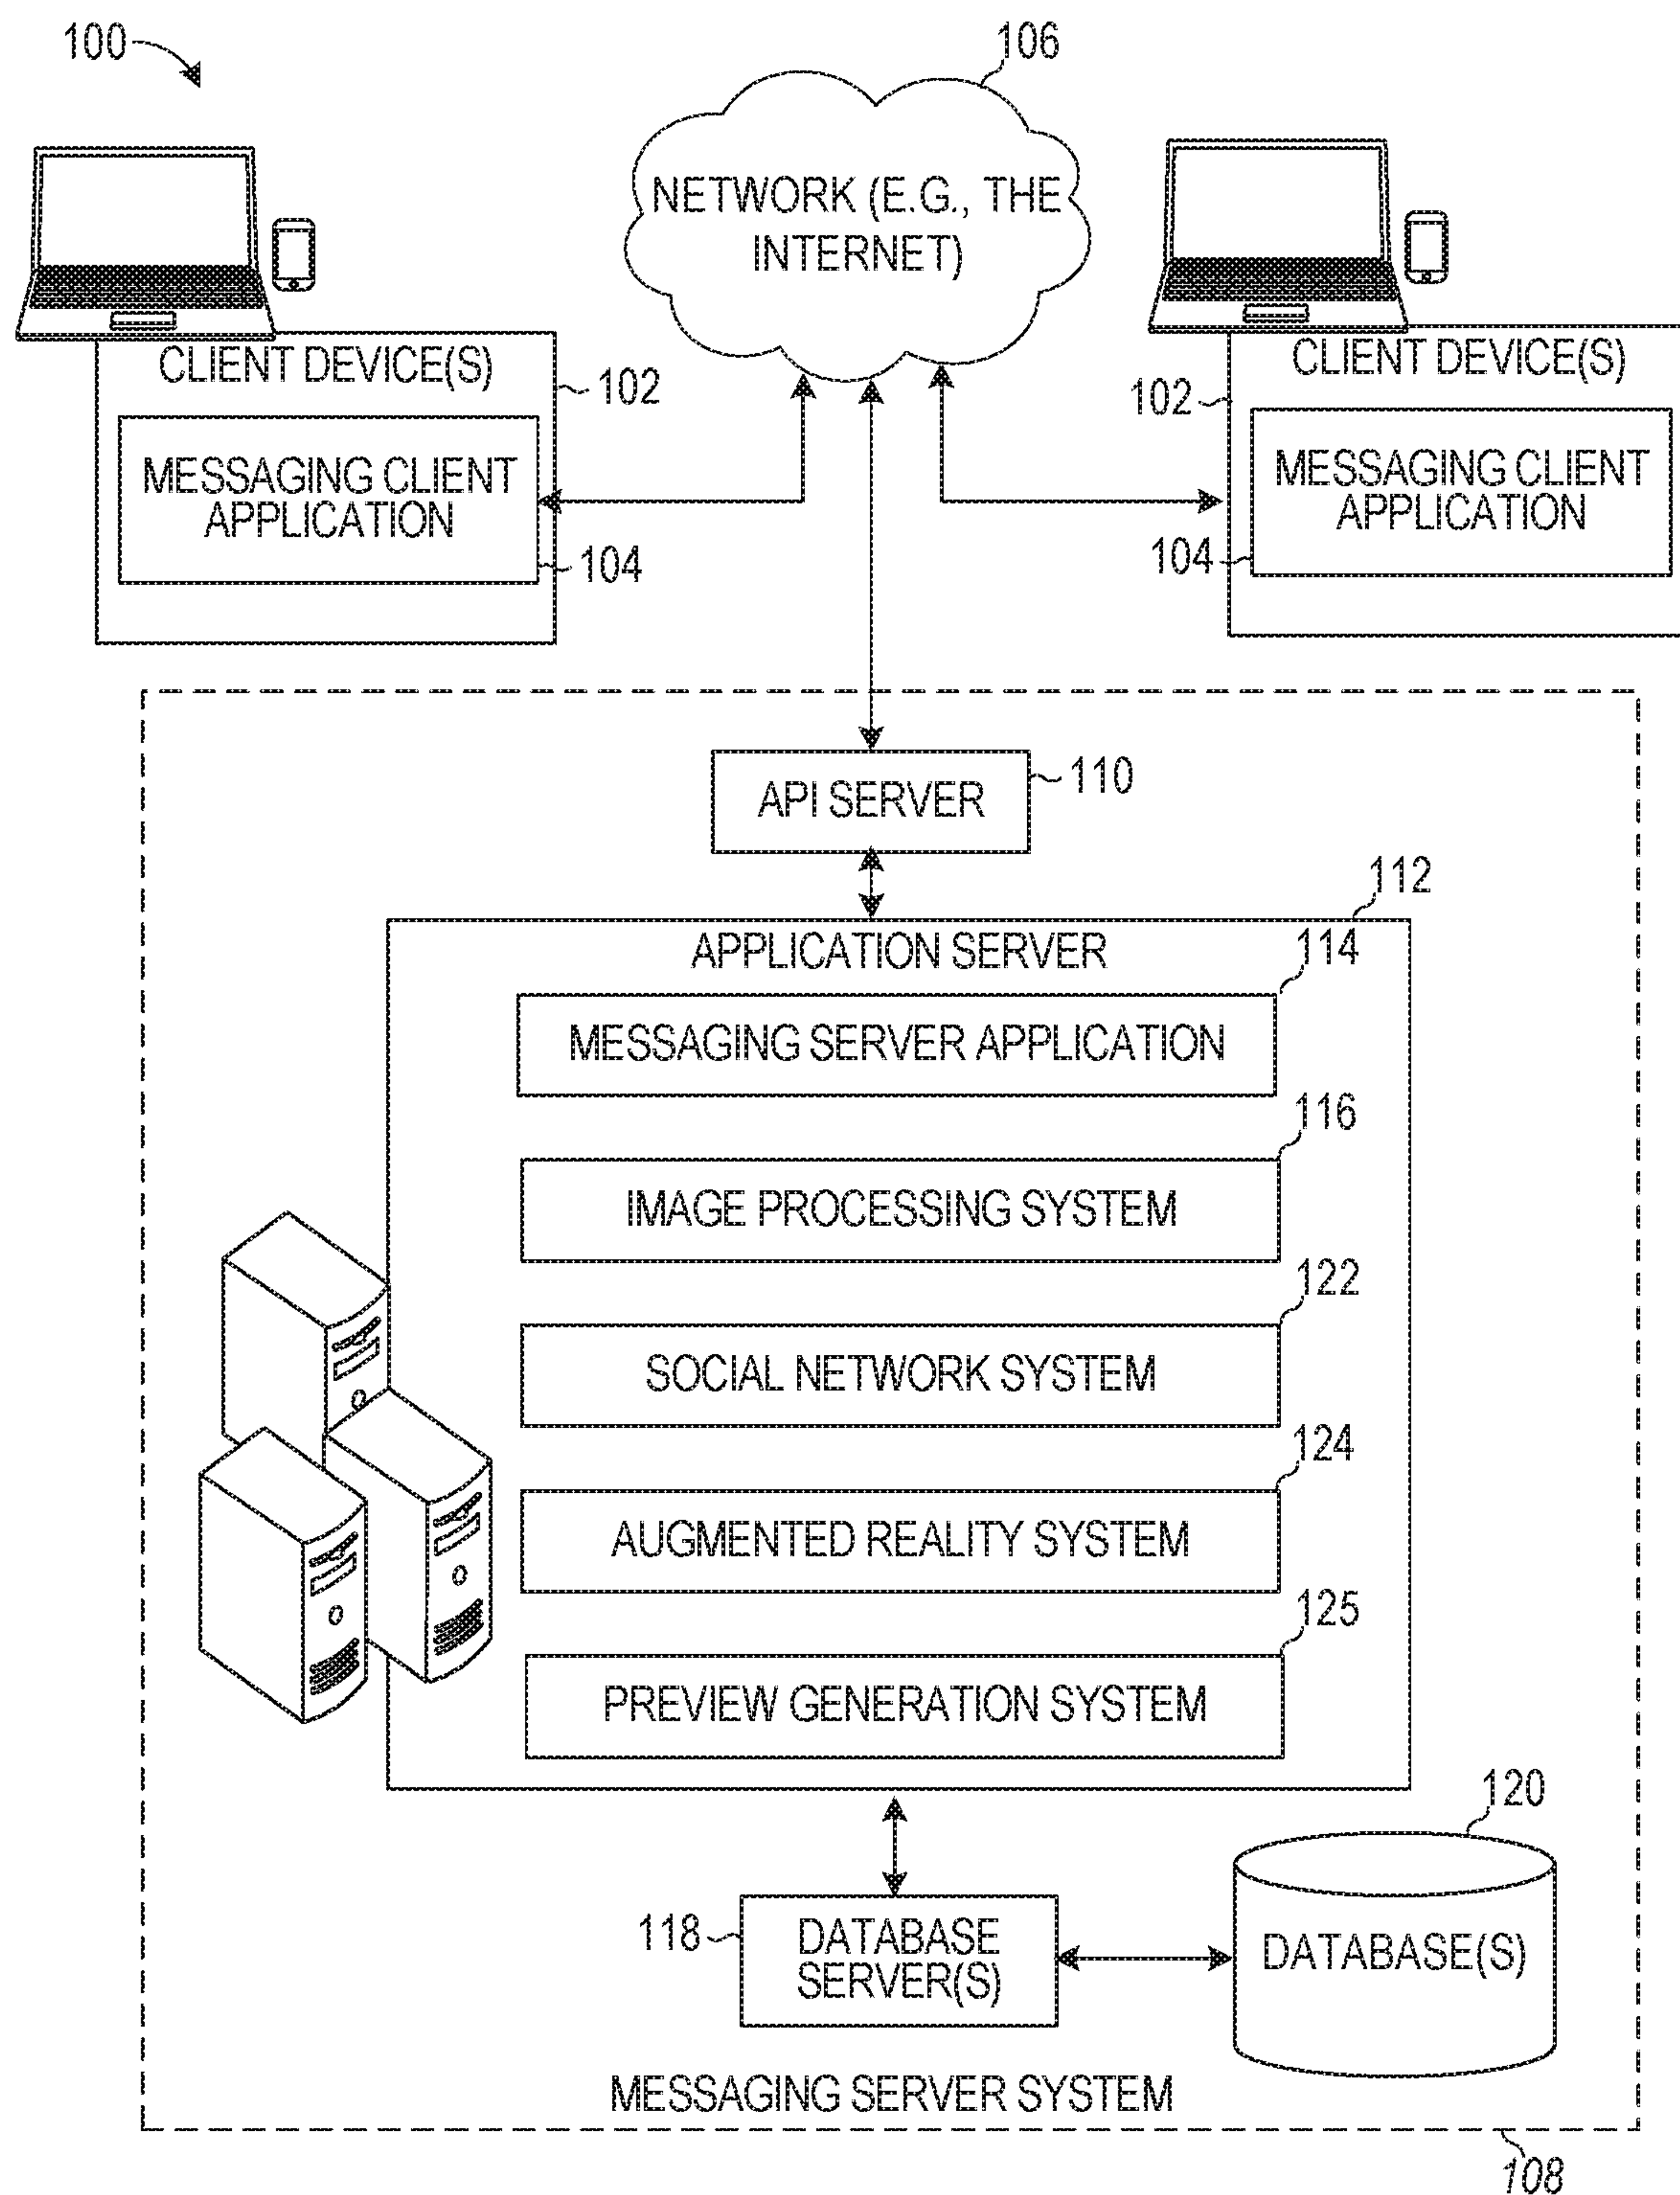 100
106
NETWORK (E.G., THE
INTERNET)
CLIENT DEVICE(S)
102
MESSAGING CLIENT
APPLICATION
104
CLIENT DEVICE(S)
102
MESSAGING CLIENT
APPLICATION
104
API SERVER
110
112
APPLICATION SERVER
114
MESSAGING SERVER APPLICATION
116
IMAGE PROCESSING SYSTEM
122
SOCIAL NETWORK SYSTEM
124
AUGMENTED REALITY SYSTEM
125
PREVIEW GENERATION SYSTEM
120
118
DATABASE
SERVER(S)
DATABASE(S)
MESSAGING SERVER SYSTEM
108